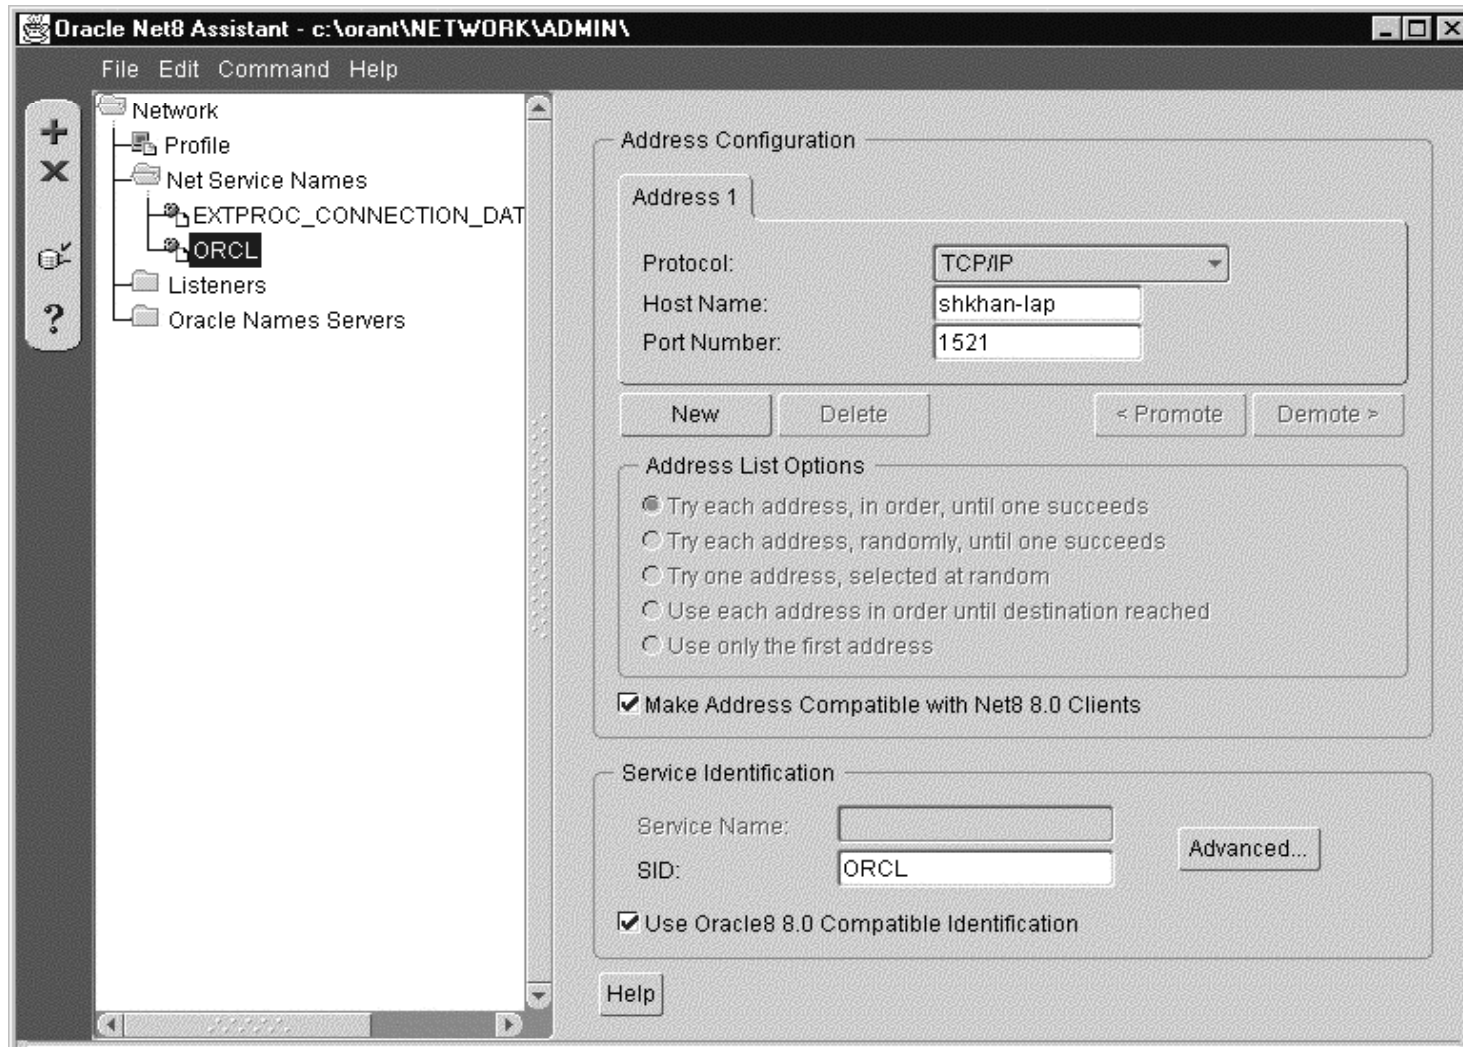 Oracle Net8 Assistant - c:\orant\NETWORK\ADMIN\
File Edit Command Help
Network
Profile
Net Service Names
EXTPROC_CONNECTION_DAT
ORCL
Listeners
Oracle Names Servers
?
Address Configuration
Address 1
Protocol: TCP/IP
Host Name: shkhan-lap
Port Number: 1521
New Delete < Promote Demote >
Address List Options
Try each address, in order, until one succeeds
Try each address, randomly, until one succeeds
Try one address, selected at random
Use each address in order until destination reached
Use only the first address
Make Address Compatible with Net8 8.0 Clients
Service Identification
Service Name:
SID: ORCL
Advanced...
Use Oracle8 8.0 Compatible Identification
Help